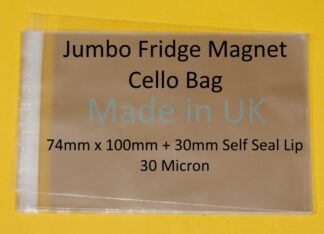 Jumbo Fridge Magnet
Cello Bag
Made in UK
74mm x 100mm + 30mm Self Seal Lip
30 Micron